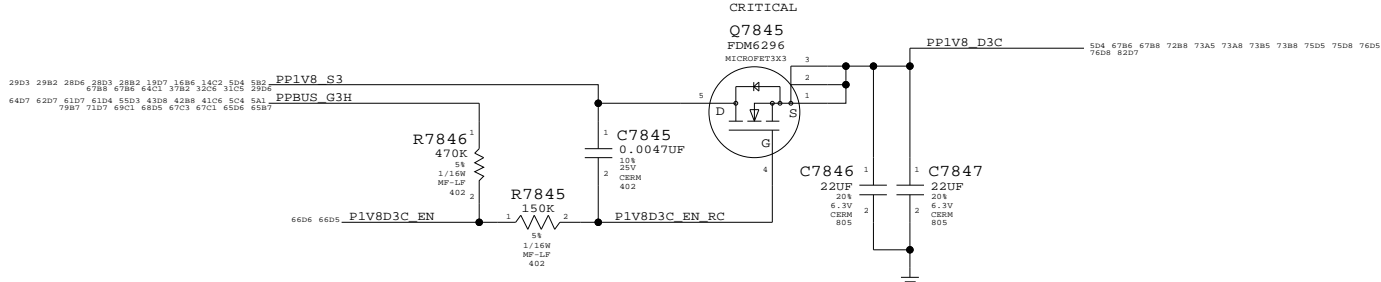 CRITICAL
Q7845
FDM6296
MICROFET3X3
PP1V8_D3C
5D4 67B6 67B8 72B8 73A5 73A8 73B5 73B8 75D5 75D8 76D5
76D8 82D7
3
2
1
5
D
S
G
4
29D3 29B2 28D6 28D3 28B2 19D7 16B6 14C2 5D4 5B2
PP1V8_S3
67B8 67B6 64C1 37B2 32C6 31C5 29D6
64D7 62D7 61D7 61D4 55D3 43D8 42B8 41C6 5C4 5A1
PPBUS_G3H
79B7 71D7 69C1 68D5 67C3 67C1 65D6 65B7
1
R7846
470K
5%
1/16W
MF-LF
402
2
1
C7845
0.0047UF
10%
25V
CERM
402
2
R7845
150K
1
2
5%
1/16W
MF-LF
402
66D6 66D5
P1V8D3C_EN
P1V8D3C_EN_RC
C7846
1
22UF
20%
6.3V
CERM
805
2
1
C7847
22UF
20%
6.3V
CERM
805
2